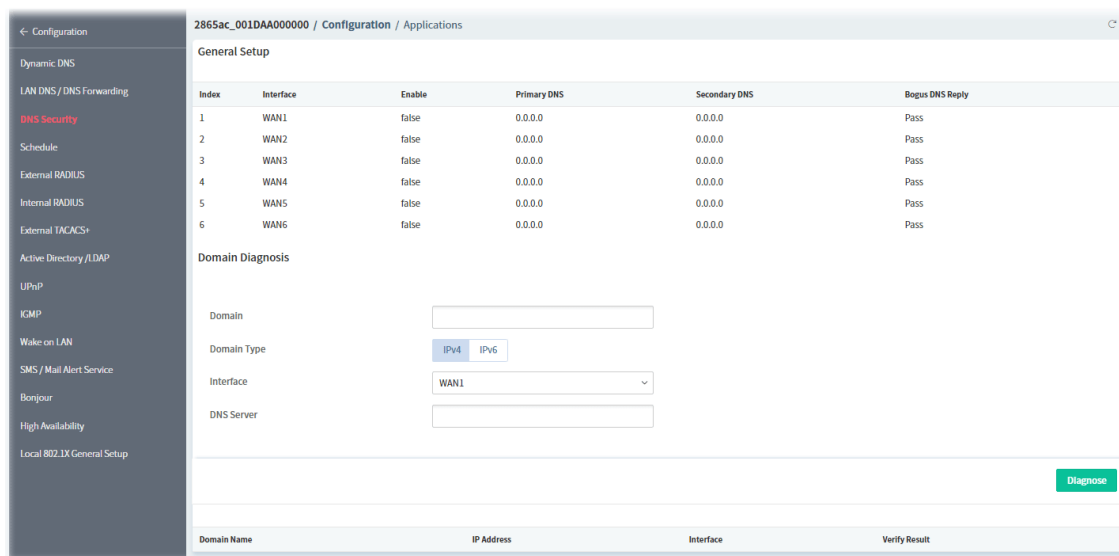 ← Configuration
Dynamic DNS
LAN DNS / DNS Forwarding
DNS Security
Schedule
External RADIUS
Internal RADIUS
External TACACS+
Active Directory /LDAP
UPnP
IGMP
Wake on LAN
SMS / Mail Alert Service
Bonjour
High Availability
Local 802.1X General Setup
2865ac_001DAA000000 / Configuration / Applications
General Setup
Index Interface Enable Primary DNS Secondary DNS Bogus DNS Reply
1 WAN1 false 0.0.0.0 0.0.0.0 Pass
2 WAN2 false 0.0.0.0 0.0.0.0 Pass
3 WAN3 false 0.0.0.0 0.0.0.0 Pass
4 WAN4 false 0.0.0.0 0.0.0.0 Pass
5 WAN5 false 0.0.0.0 0.0.0.0 Pass
6 WAN6 false 0.0.0.0 0.0.0.0 Pass
Domain Diagnosis
Domain
Domain Type IPv4 IPv6
Interface WAN1
DNS Server
Diagnose
Domain Name IP Address Interface Verify Result